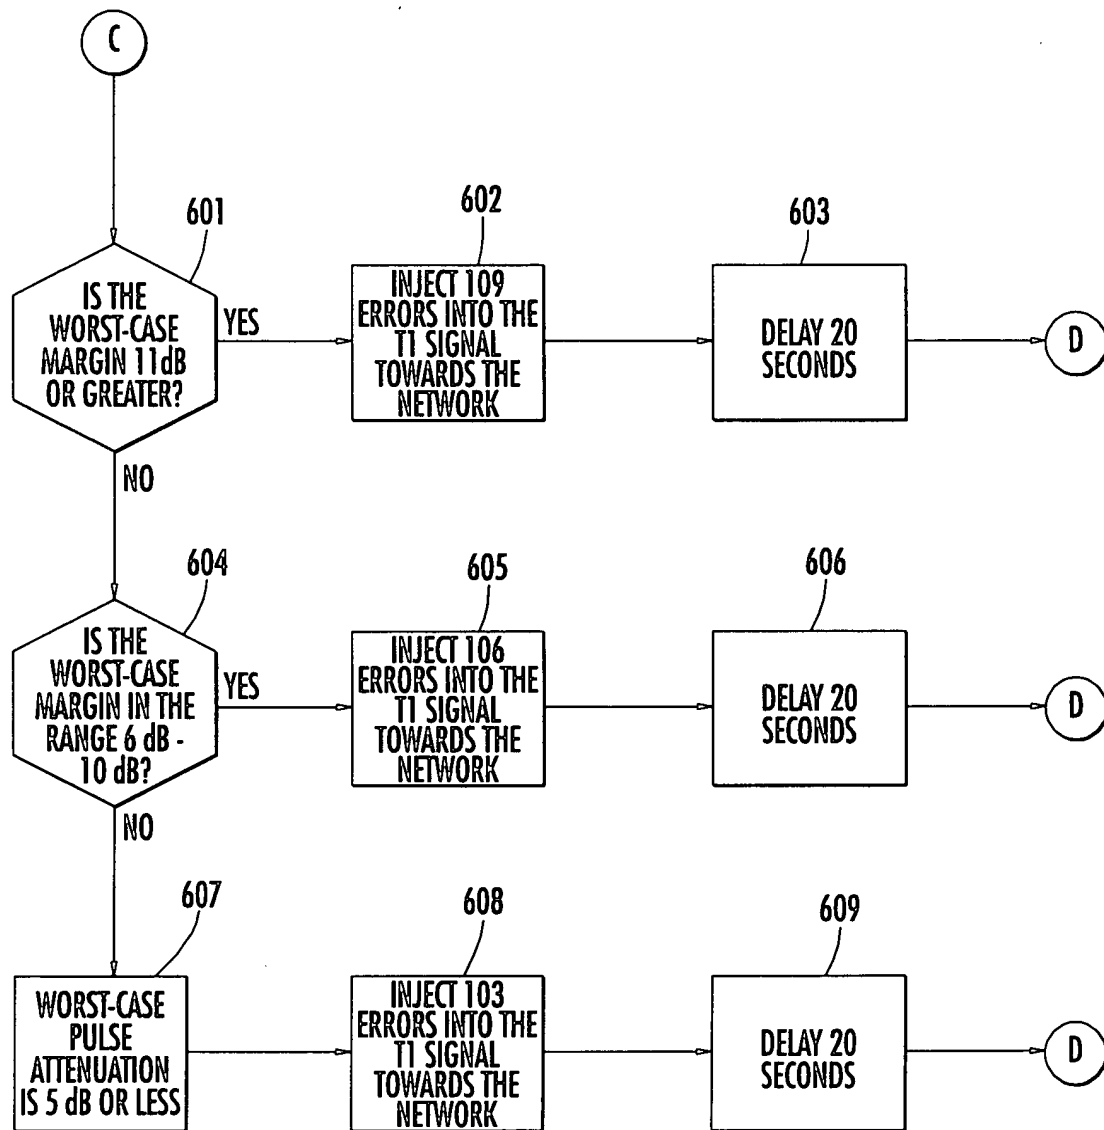 C
601
IS THE
WORST-CASE
MARGIN 11dB
OR GREATER?
YES
602
INJECT 109
ERRORS INTO THE
T1 SIGNAL
TOWARDS THE
NETWORK
603
DELAY 20
SECONDS
D
NO
604
IS THE
WORST-CASE
MARGIN IN THE
RANGE 6 dB -
10 dB?
YES
605
INJECT 106
ERRORS INTO THE
T1 SIGNAL
TOWARDS THE
NETWORK
606
DELAY 20
SECONDS
D
NO
607
WORST-CASE
PULSE
ATTENUATION
IS 5 dB OR LESS
608
INJECT 103
ERRORS INTO THE
T1 SIGNAL
TOWARDS THE
NETWORK
609
DELAY 20
SECONDS
D